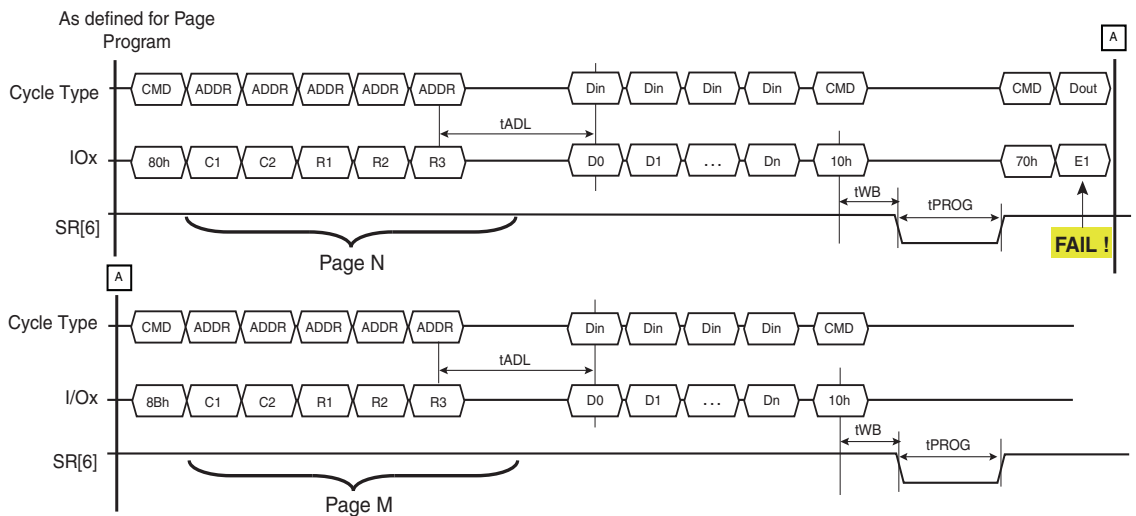 As defined for Page
Program
A
Cycle Type
CMD ADDR ADDR ADDR ADDR ADDR Din Din Din Din CMD CMD Dout
tADL
IOx
80h C1 C2 R1 R2 R3 D0 D1 ... Dn 10h 70h E1
tWB tPROG
SR[6]
FAIL !
Page N
A
Cycle Type
CMD ADDR ADDR ADDR ADDR ADDR Din Din Din Din CMD
tADL
I/Ox
8Bh C1 C2 R1 R2 R3 D0 D1 ... Dn 10h
tWB tPROG
SR[6]
Page M